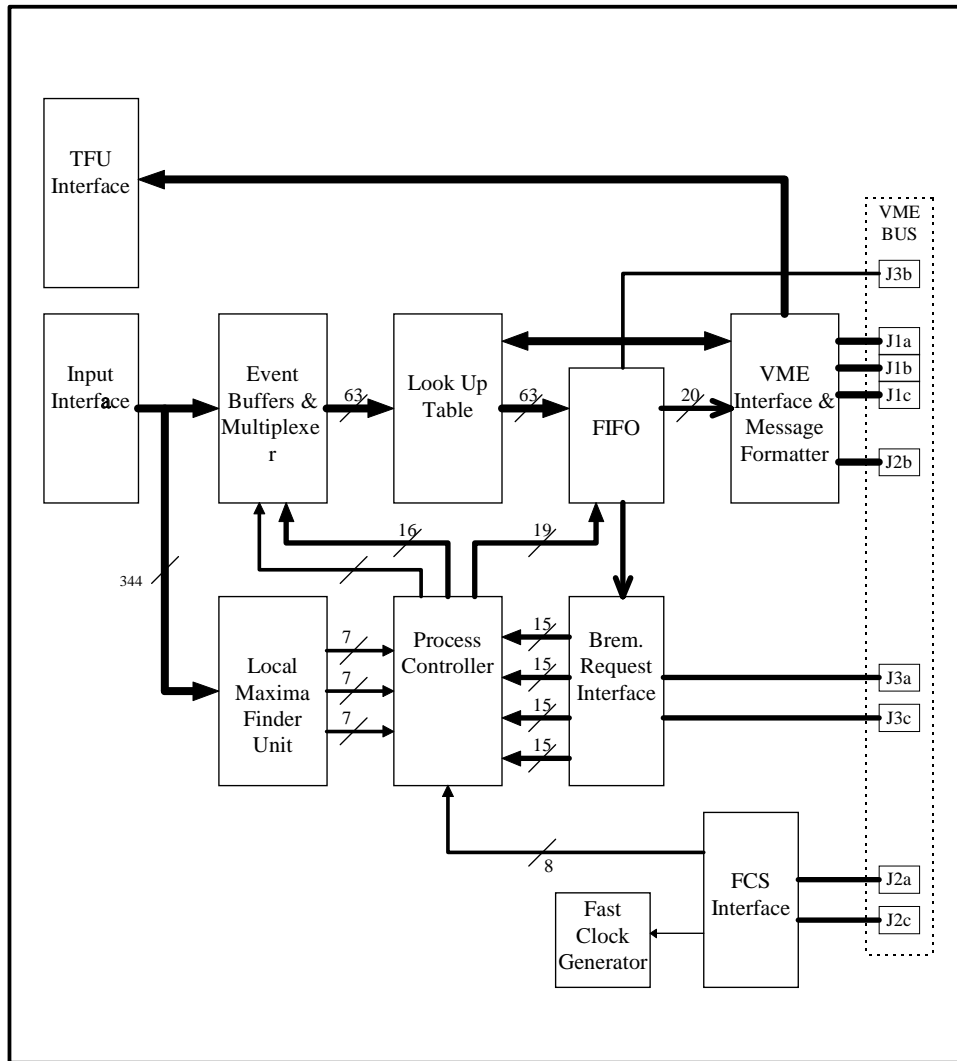 TFU
Interface
VME
BUS
J3b
J1a
J1b
J1c
J2b
Input
Interface
a
Event
Buffers &
Multiplexe
r
63
Look Up
Table
63
FIFO
20
VME
Interface &
Message
Formatter
16
19
344
Local
Maxima
Finder
Unit
7
7
7
Process
Controller
15
15
15
15
Brem.
Request
Interface
J3a
J3c
8
FCS
Interface
J2a
J2c
Fast
Clock
Generator